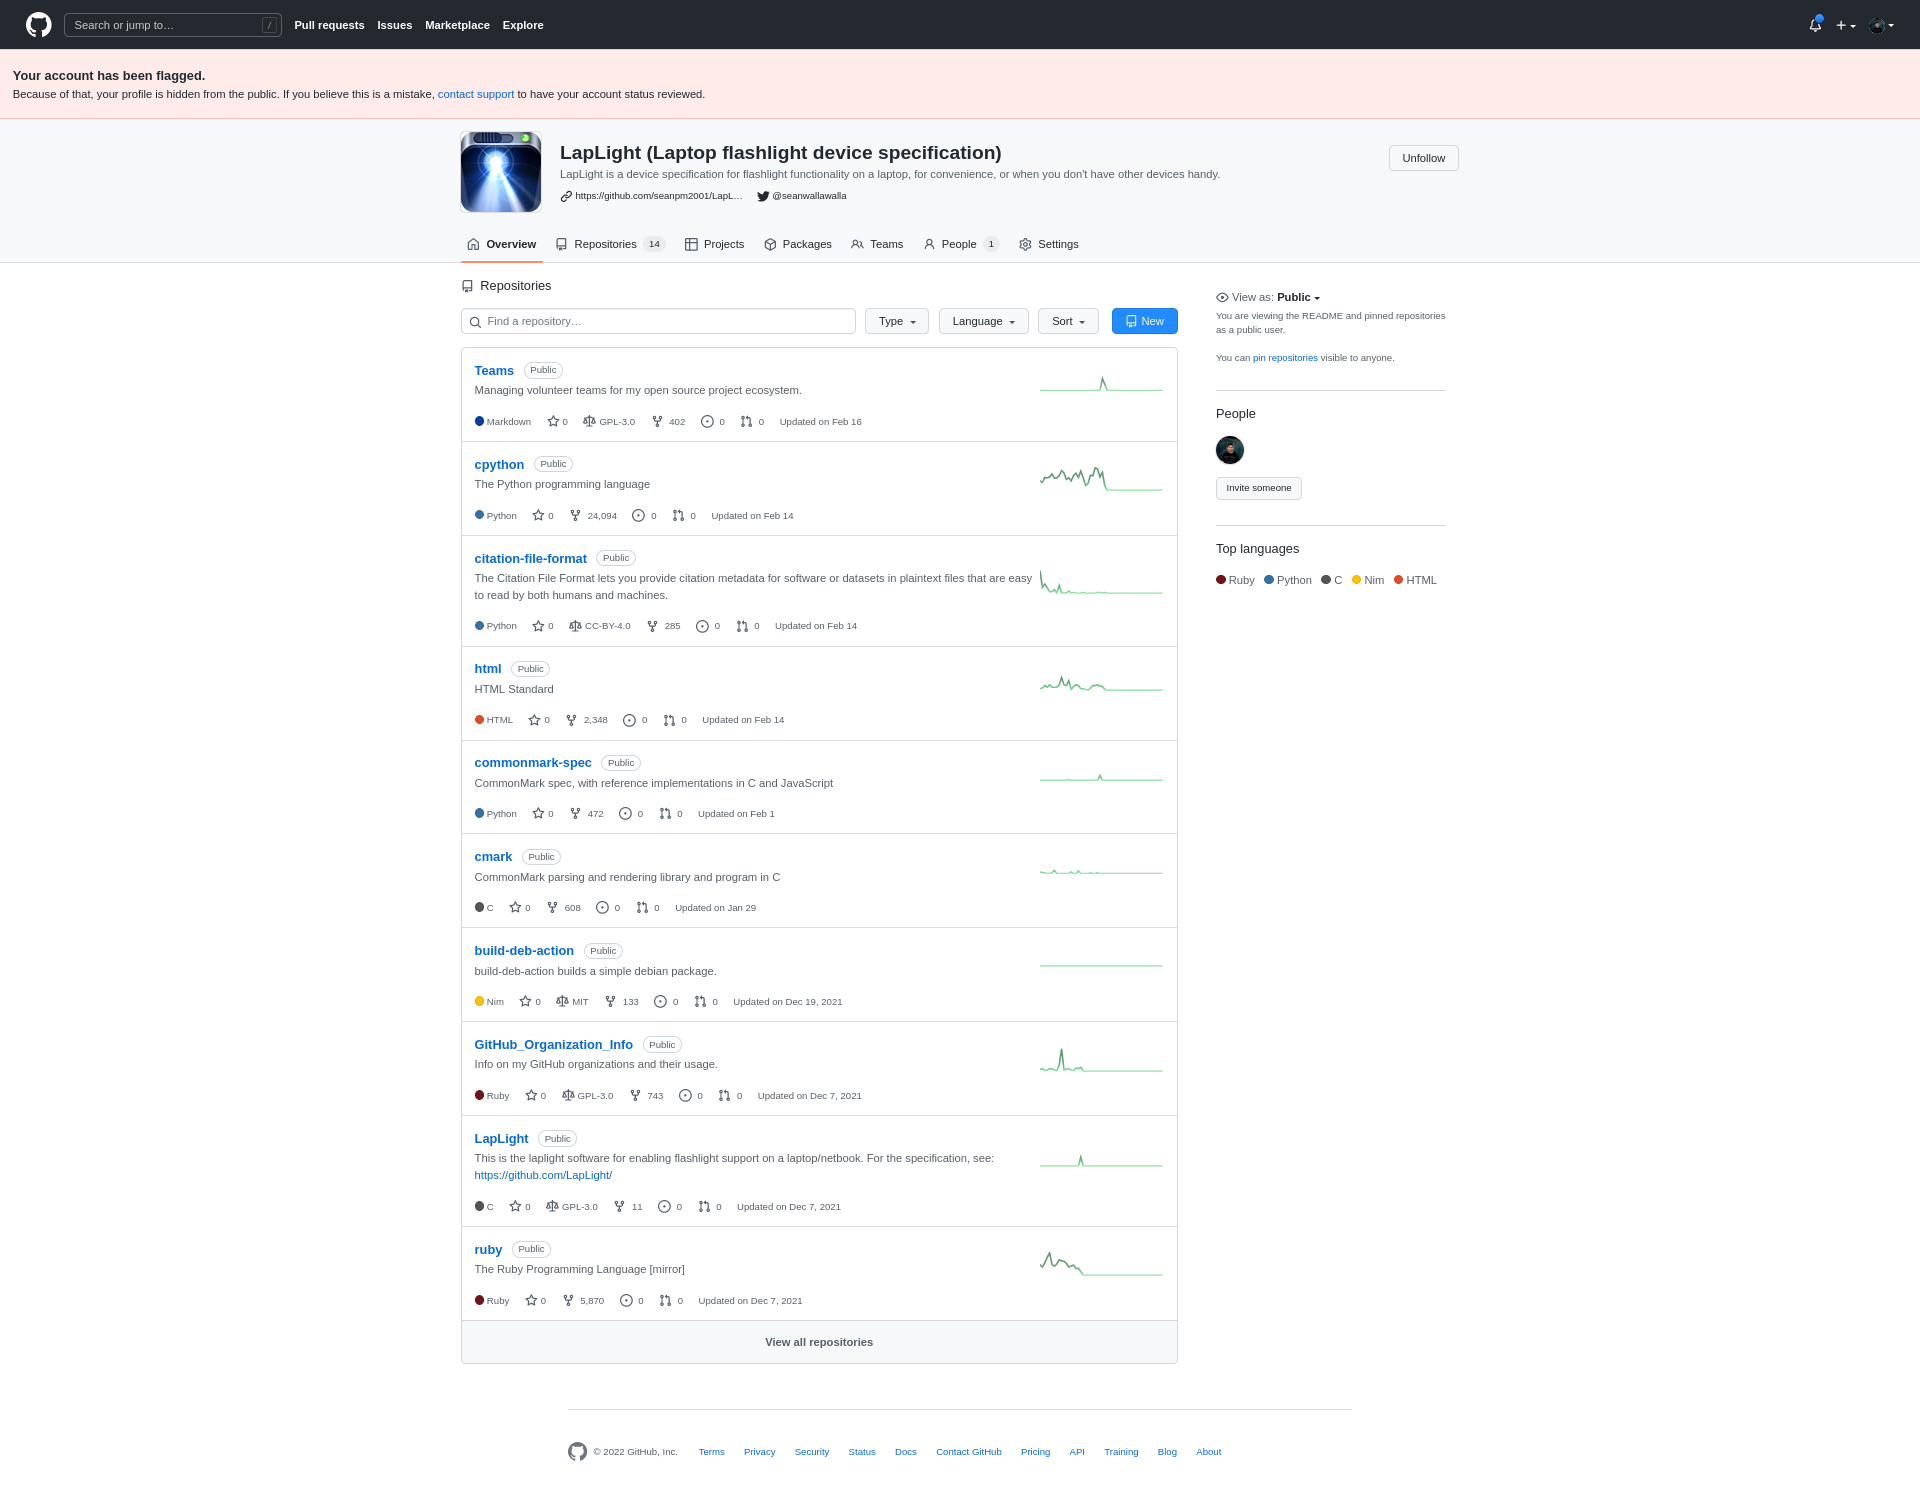 Search or jump to… /
Pull requests Issues Marketplace Explore
Your account has been flagged.
Because of that, your profile is hidden from the public. If you believe this is a mistake, contact support to have your account status reviewed.
LapLight (Laptop flashlight device specification)
Unfollow
LapLight is a device specification for flashlight functionality on a laptop, for convenience, or when you don't have other devices handy.
https://github.com/seanpm2001/LapL… @seanwallawalla
Overview Repositories 14 Projects Packages Teams People 1 Settings
Repositories
Find a repository… Type Language Sort New
Teams Public
Managing volunteer teams for my open source project ecosystem.
Markdown 0 GPL-3.0 402 0 0 Updated on Feb 16
cpython Public
The Python programming language
Python 0 24,094 0 0 Updated on Feb 14
citation-file-format Public
The Citation File Format lets you provide citation metadata for software or datasets in plaintext files that are easy
to read by both humans and machines.
Python 0 CC-BY-4.0 285 0 0 Updated on Feb 14
html Public
HTML Standard
HTML 0 2,348 0 0 Updated on Feb 14
commonmark-spec Public
CommonMark spec, with reference implementations in C and JavaScript
Python 0 472 0 0 Updated on Feb 1
cmark Public
CommonMark parsing and rendering library and program in C
C 0 608 0 0 Updated on Jan 29
build-deb-action Public
build-deb-action builds a simple debian package.
Nim 0 MIT 133 0 0 Updated on Dec 19, 2021
GitHub_Organization_Info Public
Info on my GitHub organizations and their usage.
Ruby 0 GPL-3.0 743 0 0 Updated on Dec 7, 2021
LapLight Public
This is the laplight software for enabling flashlight support on a laptop/netbook. For the specification, see:
https://github.com/LapLight/
C 0 GPL-3.0 11 0 0 Updated on Dec 7, 2021
ruby Public
The Ruby Programming Language [mirror]
Ruby 0 5,870 0 0 Updated on Dec 7, 2021
View all repositories
View as: Public
You are viewing the README and pinned repositories
as a public user.
You can pin repositories visible to anyone.
People
Invite someone
Top languages
Ruby Python C Nim HTML
© 2022 GitHub, Inc. Terms Privacy Security Status Docs Contact GitHub Pricing API Training Blog About